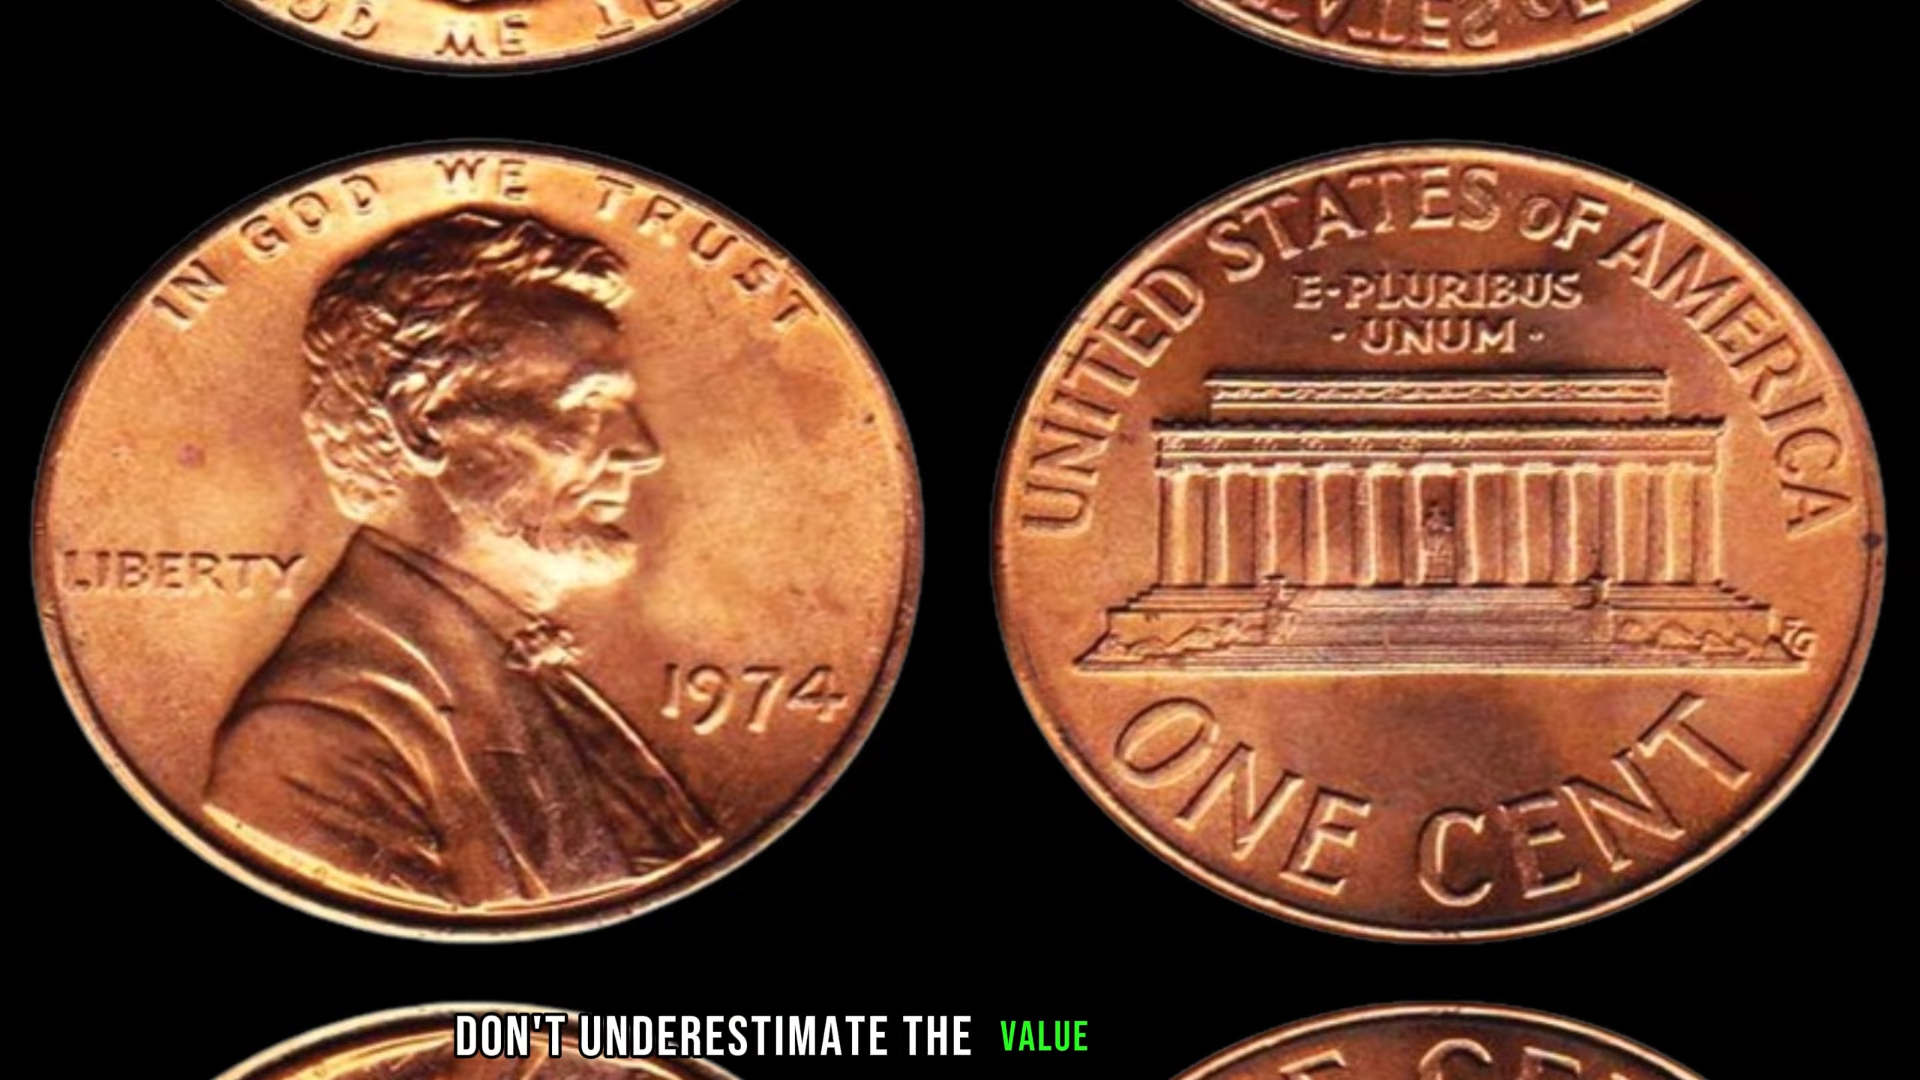 IN GOD WE TRUST
LIBERTY
1974
UNITED STATES OF AMERICA
E·PLURIBUS
·UNUM·
ONE CENT
DON'T UNDERESTIMATE THE VALUE